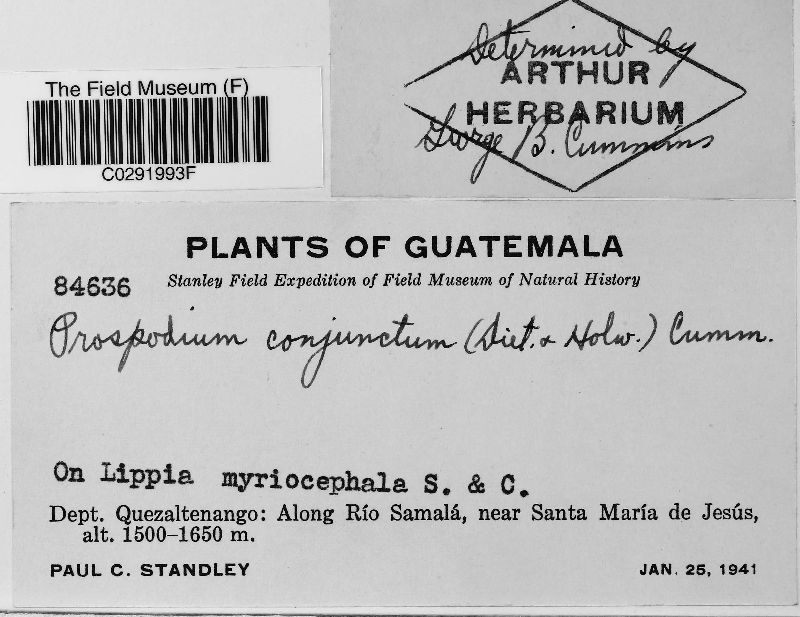 The Field Museum (F)
C0291993F
Determined by
ARTHUR
HERBARIUM
George B. Cummins
PLANTS OF GUATEMALA
84636 Stanley Field Expedition of Field Museum of Natural History
Prospodium conjunctum (Diet. & Holw.) Cumm.
On Lippia myriocephala S. & C.
Dept. Quezaltenango: Along Río Samalá, near Santa María de Jesús,
alt. 1500–1650 m.
PAUL C. STANDLEY JAN. 25, 1941